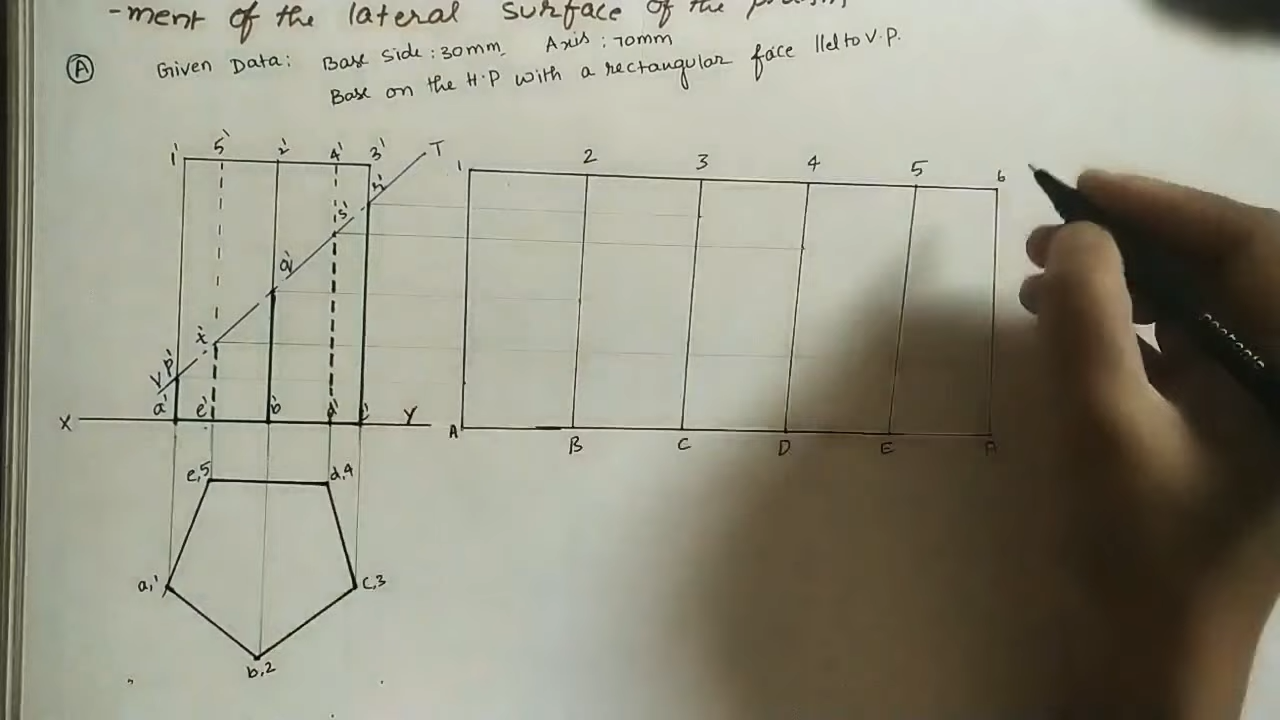 -ment of the lateral surface of the prism,
A Given Data: Base Side: 30mm, Axis: 70mm
Base on the H.P with a rectangular face llel to V.P.
1' 5' 2' 4' 3' T
1 2 3 4 5 6
s'
q'
V p'
a' e' b' d' c'
X Y
A B C D E A
e,5 d,4
a,1 c,3
b,2